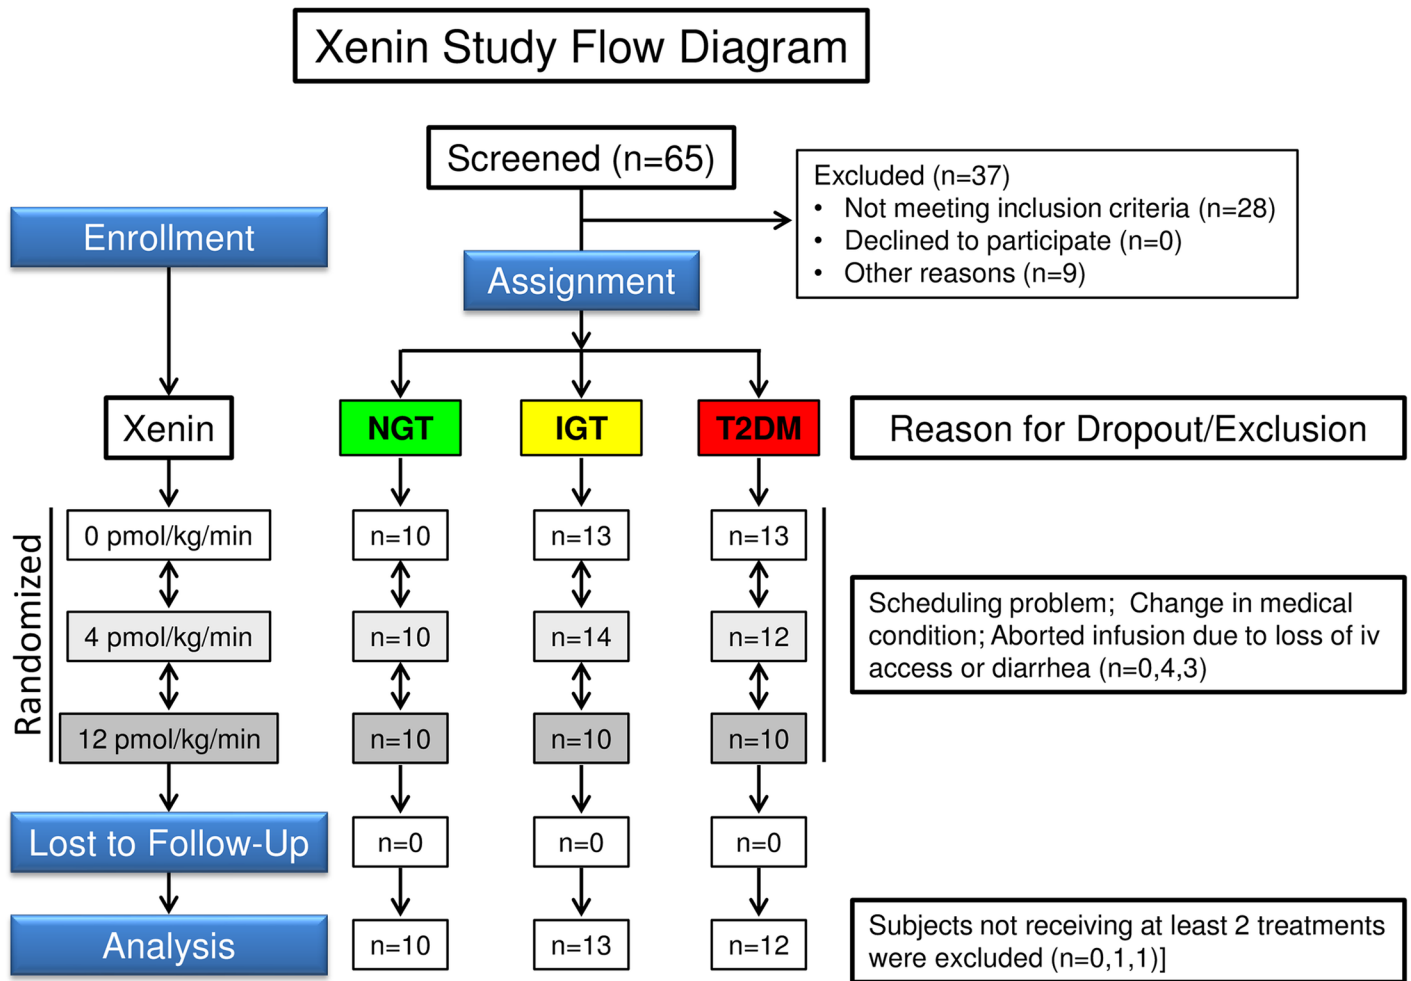 Xenin Study Flow Diagram
Screened (n=65)
Excluded (n=37)
• Not meeting inclusion criteria (n=28)
• Declined to participate (n=0)
• Other reasons (n=9)
Enrollment
Assignment
Xenin
NGT
IGT
T2DM
Reason for Dropout/Exclusion
Randomized
0 pmol/kg/min
n=10
n=13
n=13
4 pmol/kg/min
n=10
n=14
n=12
Scheduling problem; Change in medical
condition; Aborted infusion due to loss of iv
access or diarrhea (n=0,4,3)
12 pmol/kg/min
n=10
n=10
n=10
Lost to Follow-Up
n=0
n=0
n=0
Analysis
n=10
n=13
n=12
Subjects not receiving at least 2 treatments
were excluded (n=0,1,1)]